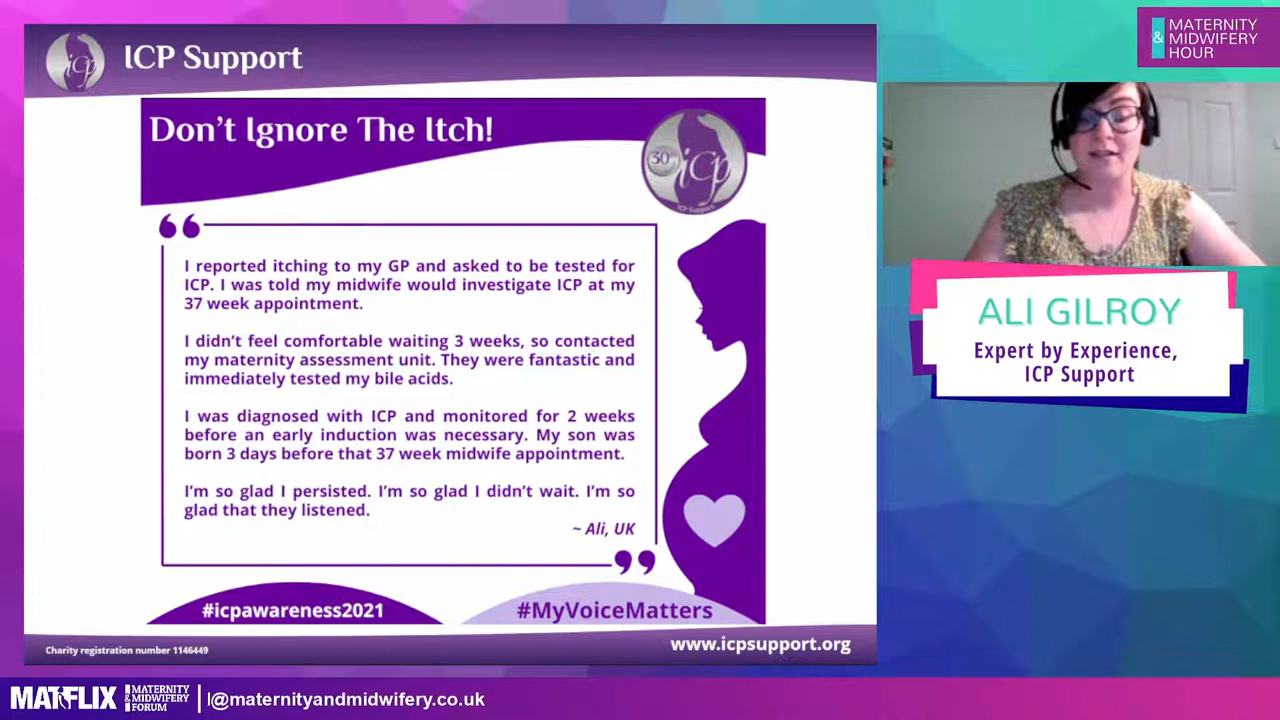 ICP Support
icp
Don't Ignore The Itch!
30
icp
ICP Support
I reported itching to my GP and asked to be tested for
ICP. I was told my midwife would investigate ICP at my
37 week appointment.
I didn't feel comfortable waiting 3 weeks, so contacted
my maternity assessment unit. They were fantastic and
immediately tested my bile acids.
I was diagnosed with ICP and monitored for 2 weeks
before an early induction was necessary. My son was
born 3 days before that 37 week midwife appointment.
I'm so glad I persisted. I'm so glad I didn't wait. I'm so
glad that they listened.
~ Ali, UK
#icpawareness2021
#MyVoiceMatters
Charity registration number 1146449
www.icpsupport.org
MATERNITY
& MIDWIFERY
HOUR
ALI GILROY
Expert by Experience,
ICP Support
MATFLIX
MATERNITY
& MIDWIFERY
FORUM
l@maternityandmidwifery.co.uk